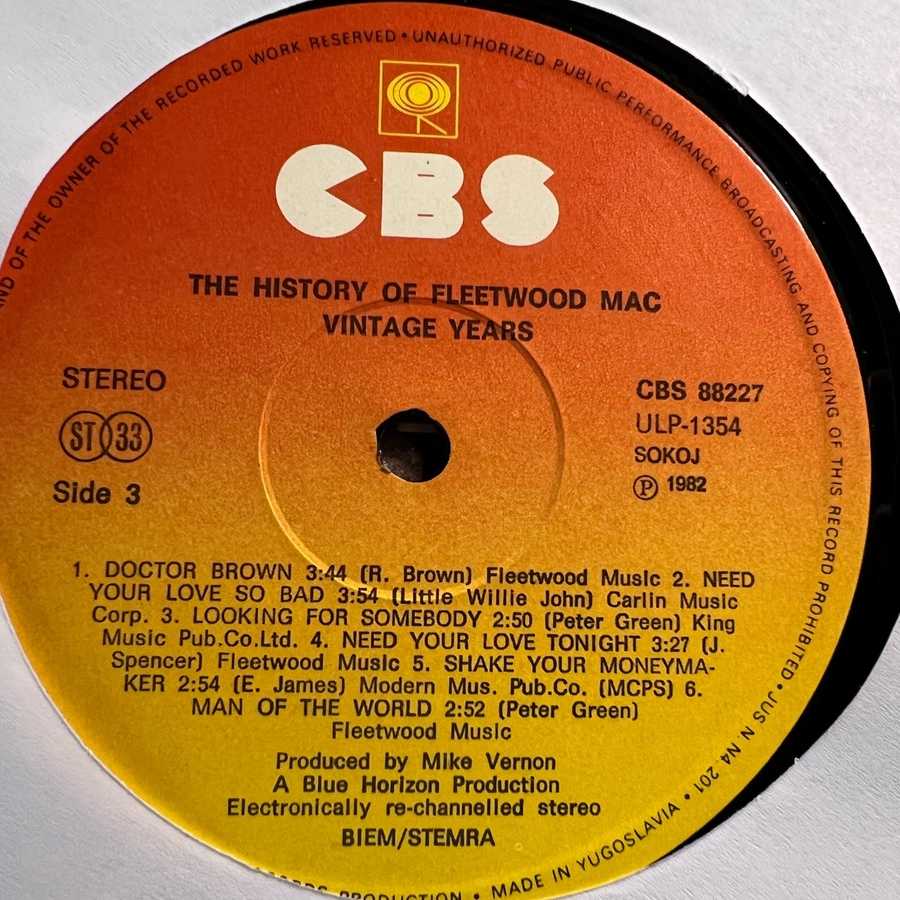 ND OF THE OWNER OF THE RECORDED WORK RESERVED • UNAUTHORIZED PUBLIC PERFORMANCE BROADCASTING AND COPYING OF THIS RECORD PROHIBITED • JUS N. N4 201 • MADE IN YUGOSLAVIA
PRODUCTION •
CBS
THE HISTORY OF FLEETWOOD MAC
VINTAGE YEARS
STEREO
ST 33
Side 3
CBS 88227
ULP-1354
SOKOJ
Ⓟ 1982
1. DOCTOR BROWN 3:44 (R. Brown) Fleetwood Music 2. NEED
YOUR LOVE SO BAD 3:54 (Little Willie John) Carlin Music
Corp. 3. LOOKING FOR SOMEBODY 2:50 (Peter Green) King
Music Pub.Co.Ltd. 4. NEED YOUR LOVE TONIGHT 3:27 (J.
Spencer) Fleetwood Music 5. SHAKE YOUR MONEYMA-
KER 2:54 (E. James) Modern Mus. Pub.Co. (MCPS) 6.
MAN OF THE WORLD 2:52 (Peter Green)
Fleetwood Music
Produced by Mike Vernon
A Blue Horizon Production
Electronically re-channelled stereo
BIEM/STEMRA